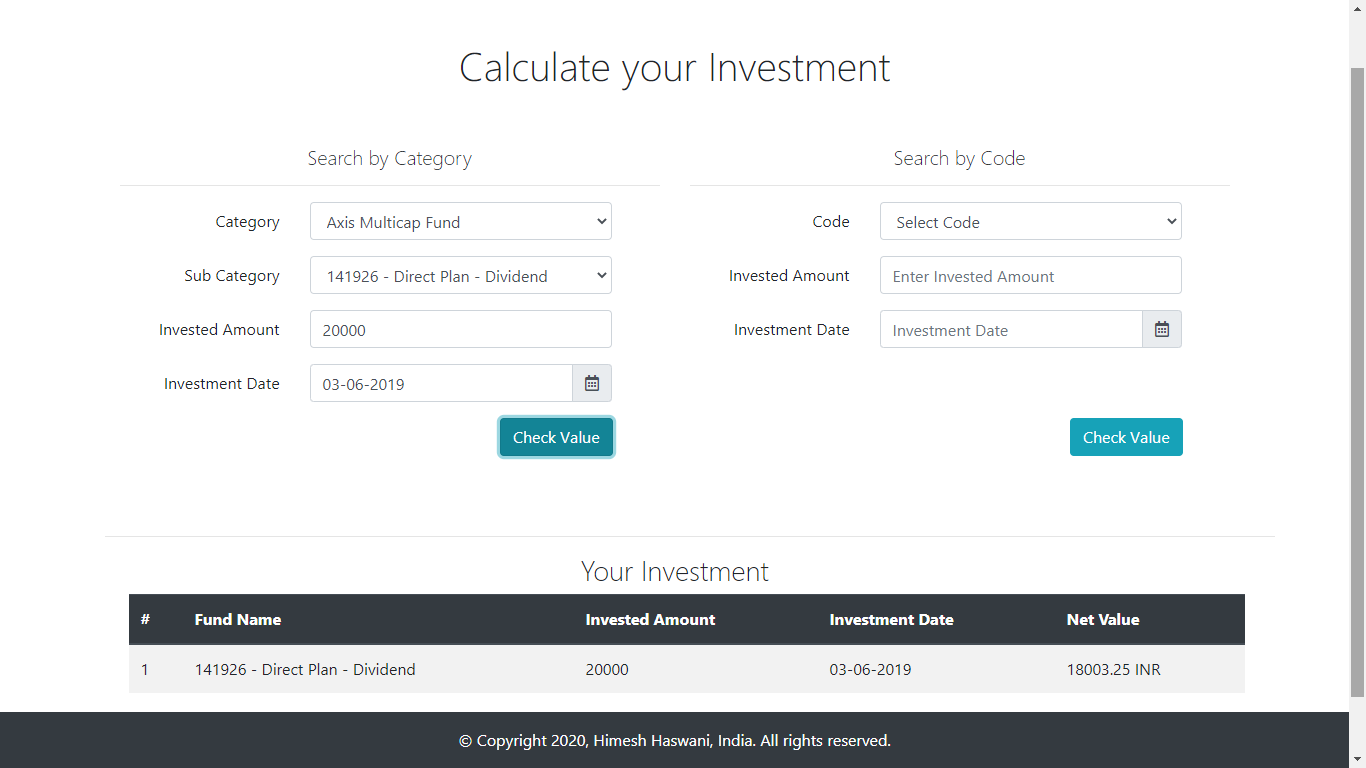 Calculate your Investment
Search by Category
Category
Axis Multicap Fund
Sub Category
141926 - Direct Plan - Dividend
Invested Amount
20000
Investment Date
03-06-2019
Check Value
Search by Code
Code
Select Code
Invested Amount
Enter Invested Amount
Investment Date
Investment Date
Check Value
Your Investment
# Fund Name Invested Amount Investment Date Net Value
1 141926 - Direct Plan - Dividend 20000 03-06-2019 18003.25 INR
© Copyright 2020, Himesh Haswani, India. All rights reserved.